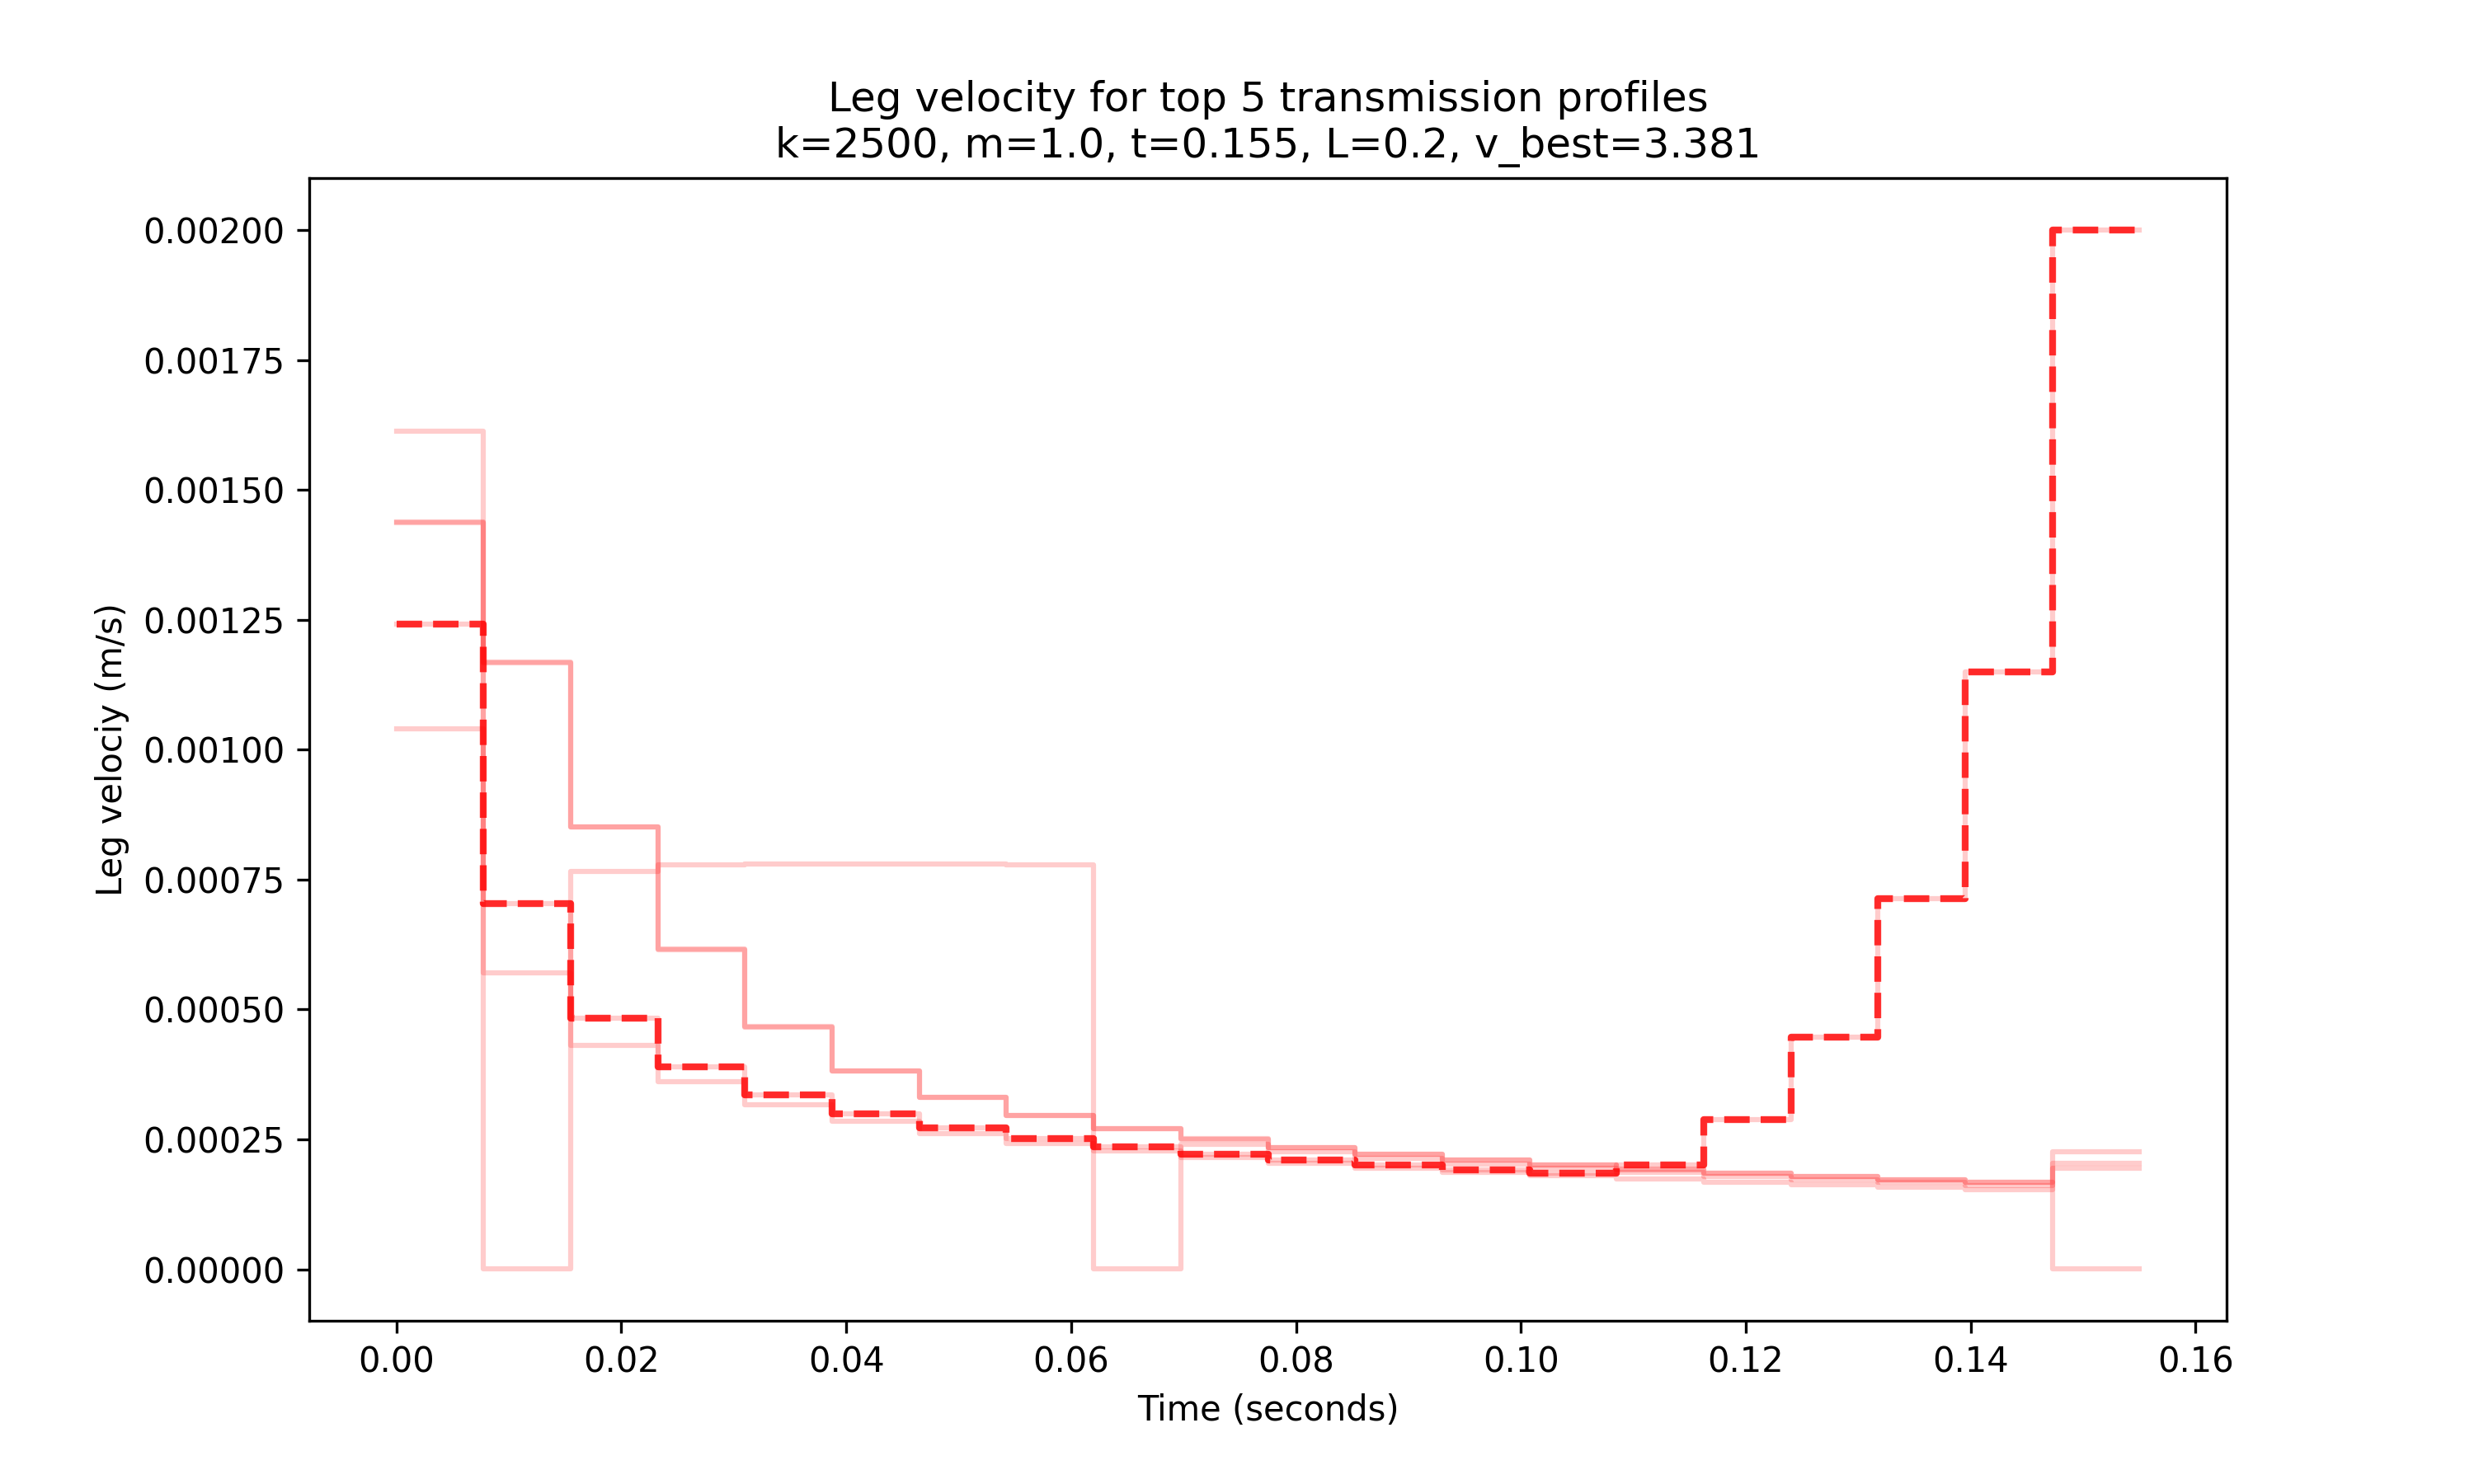 Leg velocity for top 5 transmission profiles
k=2500, m=1.0, t=0.155, L=0.2, v_best=3.381
Leg velociy (m/s)
0.00200
0.00175
0.00150
0.00125
0.00100
0.00075
0.00050
0.00025
0.00000
0.00 0.02 0.04 0.06 0.08 0.10 0.12 0.14 0.16
Time (seconds)